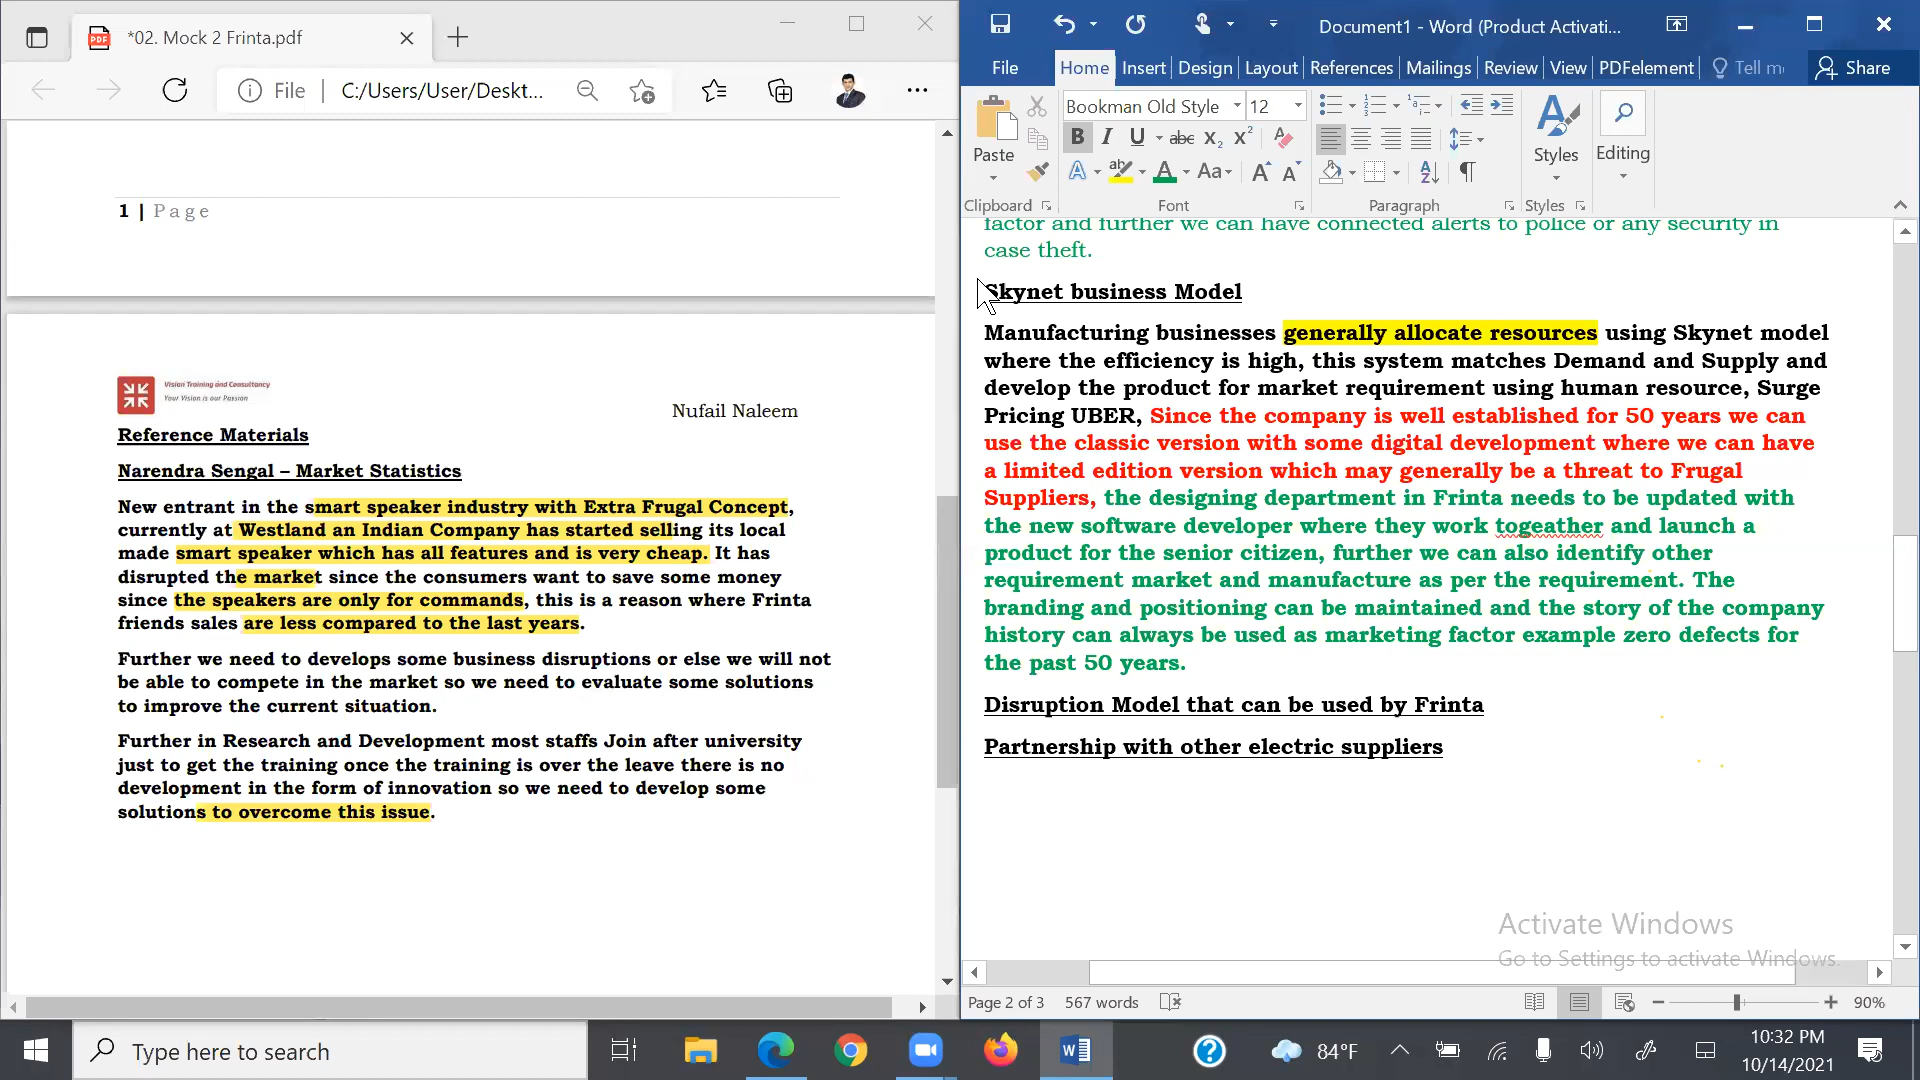 *02. Mock 2 Frinta.pdf
File
C:/Users/User/Deskt...
1 | Page
Vision Training and Consultancy
Your Vision is our Passion
Nufail Naleem
Reference Materials
Narendra Sengal – Market Statistics
New entrant in the smart speaker industry with Extra Frugal Concept,
currently at Westland an Indian Company has started selling its local
made smart speaker which has all features and is very cheap. It has
disrupted the market since the consumers want to save some money
since the speakers are only for commands, this is a reason where Frinta
friends sales are less compared to the last years.
Further we need to develops some business disruptions or else we will not
be able to compete in the market so we need to evaluate some solutions
to improve the current situation.
Further in Research and Development most staffs Join after university
just to get the training once the training is over the leave there is no
development in the form of innovation so we need to develop some
solutions to overcome this issue.
Document1 - Word (Product Activati...
File Home Insert Design Layout References Mailings Review View PDFelement Tell me Share
Bookman Old Style 12
Paste
Styles
Editing
Clipboard Font Paragraph Styles
factor and further we can have connected alerts to police or any security in
case theft.
Skynet business Model
Manufacturing businesses generally allocate resources using Skynet model
where the efficiency is high, this system matches Demand and Supply and
develop the product for market requirement using human resource, Surge
Pricing UBER, Since the company is well established for 50 years we can
use the classic version with some digital development where we can have
a limited edition version which may generally be a threat to Frugal
Suppliers, the designing department in Frinta needs to be updated with
the new software developer where they work togeather and launch a
product for the senior citizen, further we can also identify other
requirement market and manufacture as per the requirement. The
branding and positioning can be maintained and the story of the company
history can always be used as marketing factor example zero defects for
the past 50 years.
Disruption Model that can be used by Frinta
Partnership with other electric suppliers
Activate Windows
Go to Settings to activate Windows.
Page 2 of 3 567 words 90%
Type here to search
84°F
10:32 PM
10/14/2021